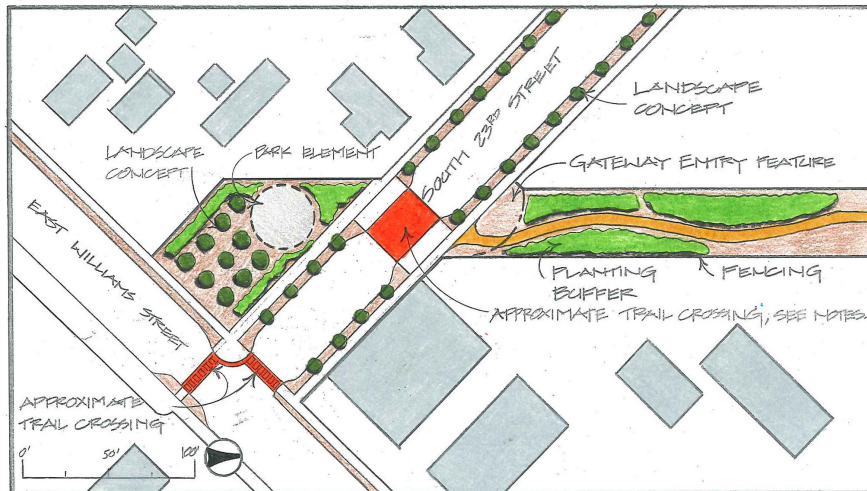 SOUTH 23RD STREET
LANDSCAPE
CONCEPT
LANDSCAPE
CONCEPT
PARK ELEMENT
GATEWAY ENTRY FEATURE
EAST WILLIAMS
STREET
PLANTING
BUFFER
FENCING
APPROXIMATE TRAIL CROSSING, SEE NOTES.
APPROXIMATE
TRAIL CROSSING
0'
50'
100'